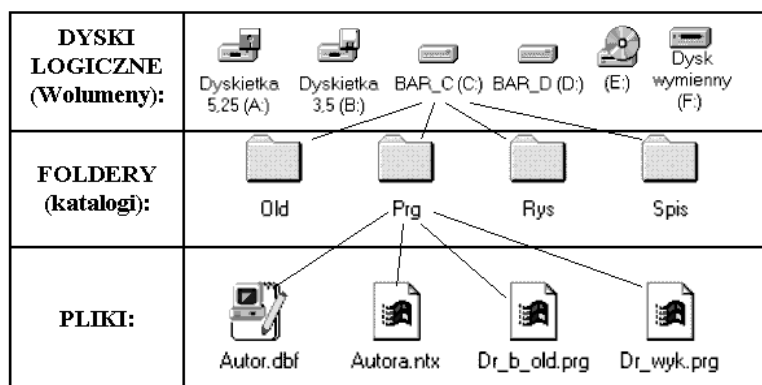 DYSKI
LOGICZNE
(Wolumeny):
Dyskietka
5,25 (A:)
Dyskietka
3,5 (B:)
BAR_C (C:)
BAR_D (D:)
(E:)
Dysk
wymienny
(F:)
FOLDERY
(katalogi):
Old
Prg
Rys
Spis
PLIKI:
Autor.dbf
Autora.ntx
Dr_b_old.prg
Dr_wyk.prg